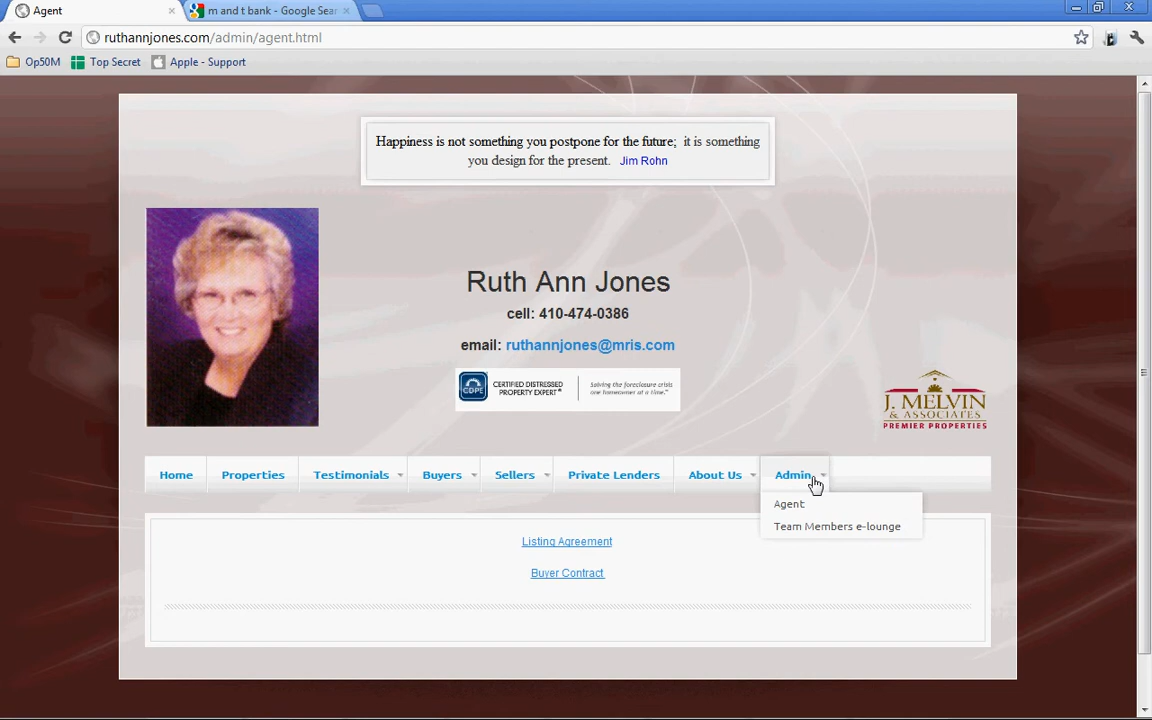 Agent
m and t bank - Google Sear
ruthannjones.com/admin/agent.html
Op50M
Top Secret
Apple - Support
Happiness is not something you postpone for the future; it is something
you design for the present. Jim Rohn
Ruth Ann Jones
cell: 410-474-0386
email: ruthannjones@mris.com
CDPE
CERTIFIED DISTRESSED
PROPERTY EXPERT®
Solving the foreclosure crisis
one homeowner at a time.™
J. MELVIN
& ASSOCIATES
PREMIER PROPERTIES
Home
Properties
Testimonials
Buyers
Sellers
Private Lenders
About Us
Admin
Agent
Team Members e-lounge
Listing Agreement
Buyer Contract